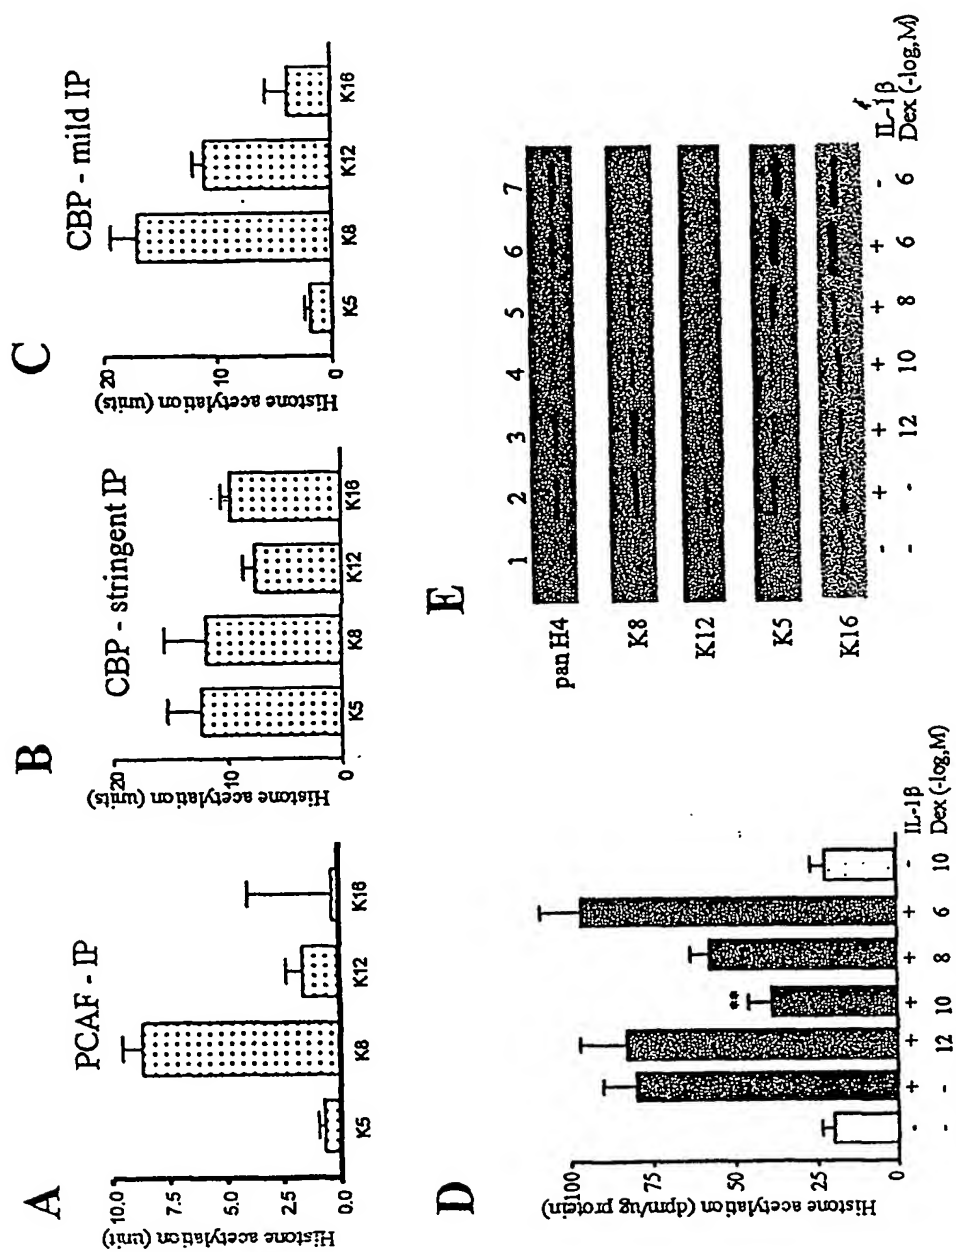 A
PCAF - IP
Histone acetylation (unit)
10.0
7.5
5.0
2.5
0.0
K5
K8
K12
K16
B
CBP - stringent IP
Histone acetylation (units)
20
10
0
K5
K8
K12
K16
C
CBP - mild IP
Histone acetylation (units)
20
10
0
K5
K8
K12
K16
D
Histone acetylation (dpm/ug protein)
100
75
50
25
0
**
- + + + + + - IL-1β
- - 12 10 8 6 10 Dex (-log,M)
E
1 2 3 4 5 6 7
pan H4
K8
K12
K5
K16
- + + + + + - IL-1β
- - 12 10 8 6 6 Dex (-log,M)